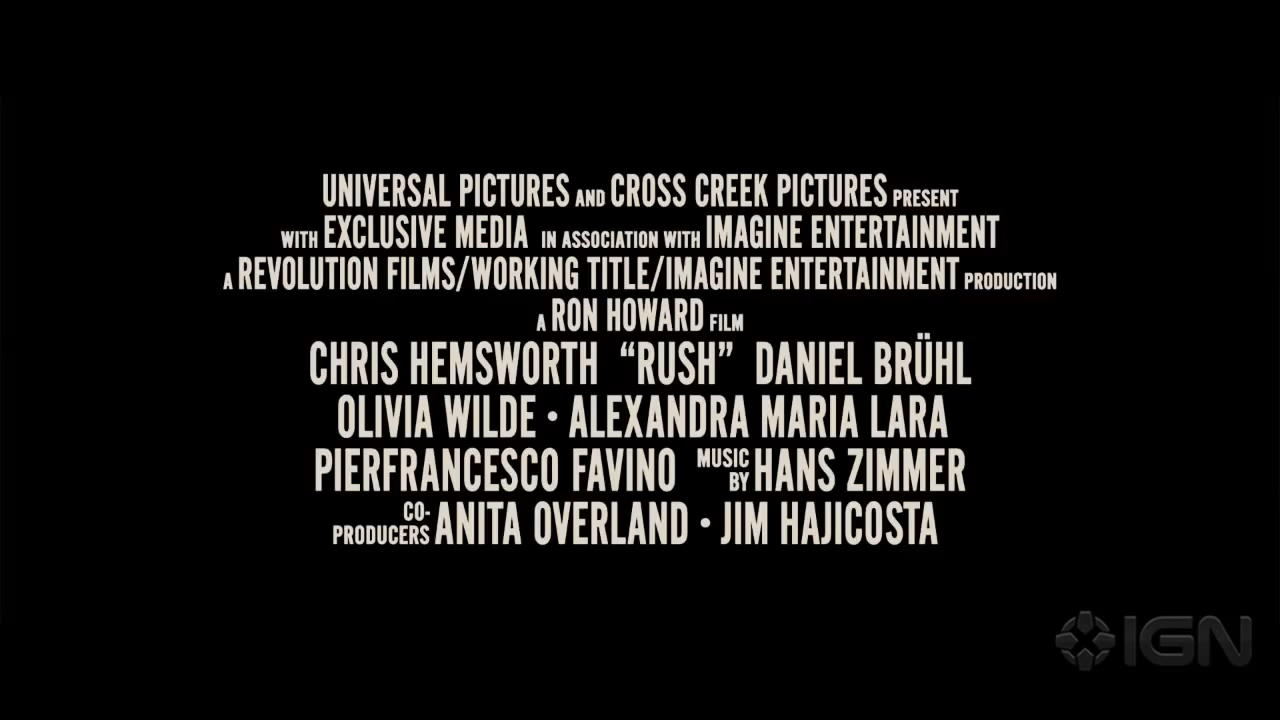 UNIVERSAL PICTURES AND CROSS CREEK PICTURES PRESENT
WITH EXCLUSIVE MEDIA IN ASSOCIATION WITH IMAGINE ENTERTAINMENT
A REVOLUTION FILMS/WORKING TITLE/IMAGINE ENTERTAINMENT PRODUCTION
A RON HOWARD FILM
CHRIS HEMSWORTH “RUSH” DANIEL BRÜHL
OLIVIA WILDE • ALEXANDRA MARIA LARA
PIERFRANCESCO FAVINO MUSIC BY HANS ZIMMER
CO-PRODUCERS ANITA OVERLAND • JIM HAJICOSTA
IGN